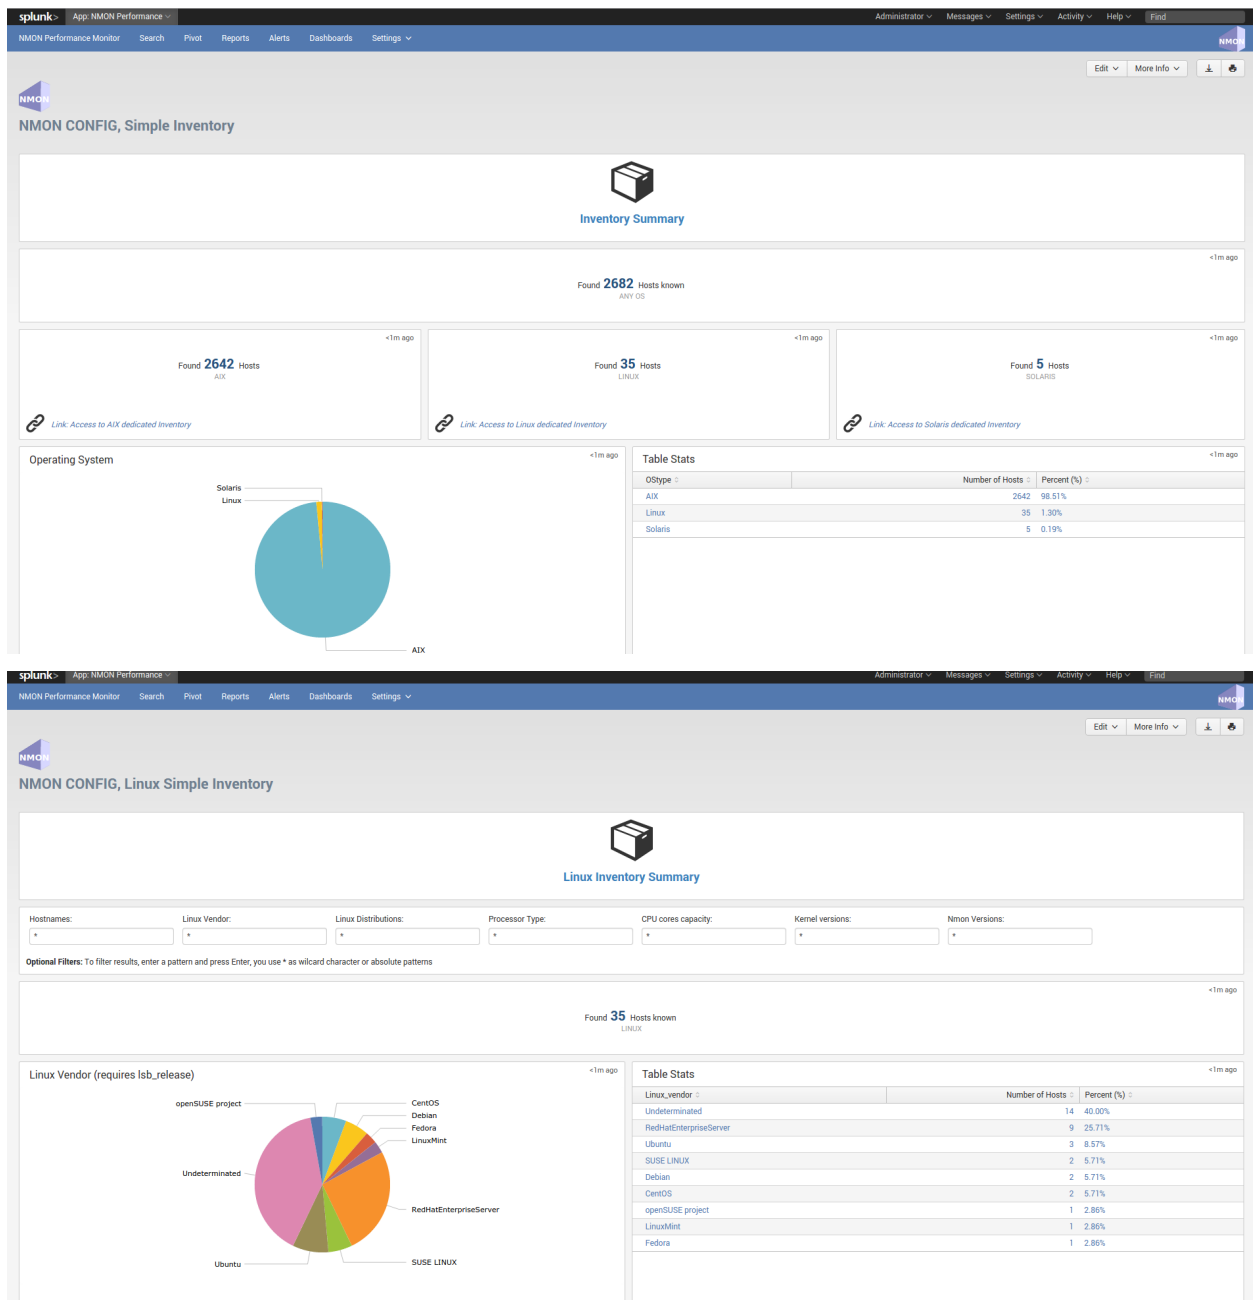 splunk> App: NMON Performance Administrator Messages Settings Activity Help Find
NMON Performance Monitor Search Pivot Reports Alerts Dashboards Settings NMON
Edit More Info
NMON
NMON CONFIG, Simple Inventory
Inventory Summary
<1m ago
Found 2682 Hosts known
ANY OS
<1m ago
Found 2642 Hosts
AIX
Link: Access to AIX dedicated Inventory
<1m ago
Found 35 Hosts
LINUX
Link: Access to Linux dedicated Inventory
<1m ago
Found 5 Hosts
SOLARIS
Link: Access to Solaris dedicated Inventory
Operating System <1m ago
Solaris
Linux
AIX
Table Stats <1m ago
OStype Number of Hosts Percent (%)
AIX 2642 98.51%
Linux 35 1.30%
Solaris 5 0.19%
splunk> App: NMON Performance Administrator Messages Settings Activity Help Find
NMON Performance Monitor Search Pivot Reports Alerts Dashboards Settings NMON
Edit More Info
NMON
NMON CONFIG, Linux Simple Inventory
Linux Inventory Summary
Hostnames: Linux Vendor: Linux Distributions: Processor Type: CPU cores capacity: Kernel versions: Nmon Versions:
* * * * * * *
Optional Filters: To filter results, enter a pattern and press Enter, you use * as wilcard character or absolute patterns
<1m ago
Found 35 Hosts known
LINUX
Linux Vendor (requires lsb_release) <1m ago
openSUSE project
CentOS
Debian
Fedora
LinuxMint
Undeterminated
RedHatEnterpriseServer
Ubuntu
SUSE LINUX
Table Stats <1m ago
Linux_vendor Number of Hosts Percent (%)
Undeterminated 14 40.00%
RedHatEnterpriseServer 9 25.71%
Ubuntu 3 8.57%
SUSE LINUX 2 5.71%
Debian 2 5.71%
CentOS 2 5.71%
openSUSE project 1 2.86%
LinuxMint 1 2.86%
Fedora 1 2.86%